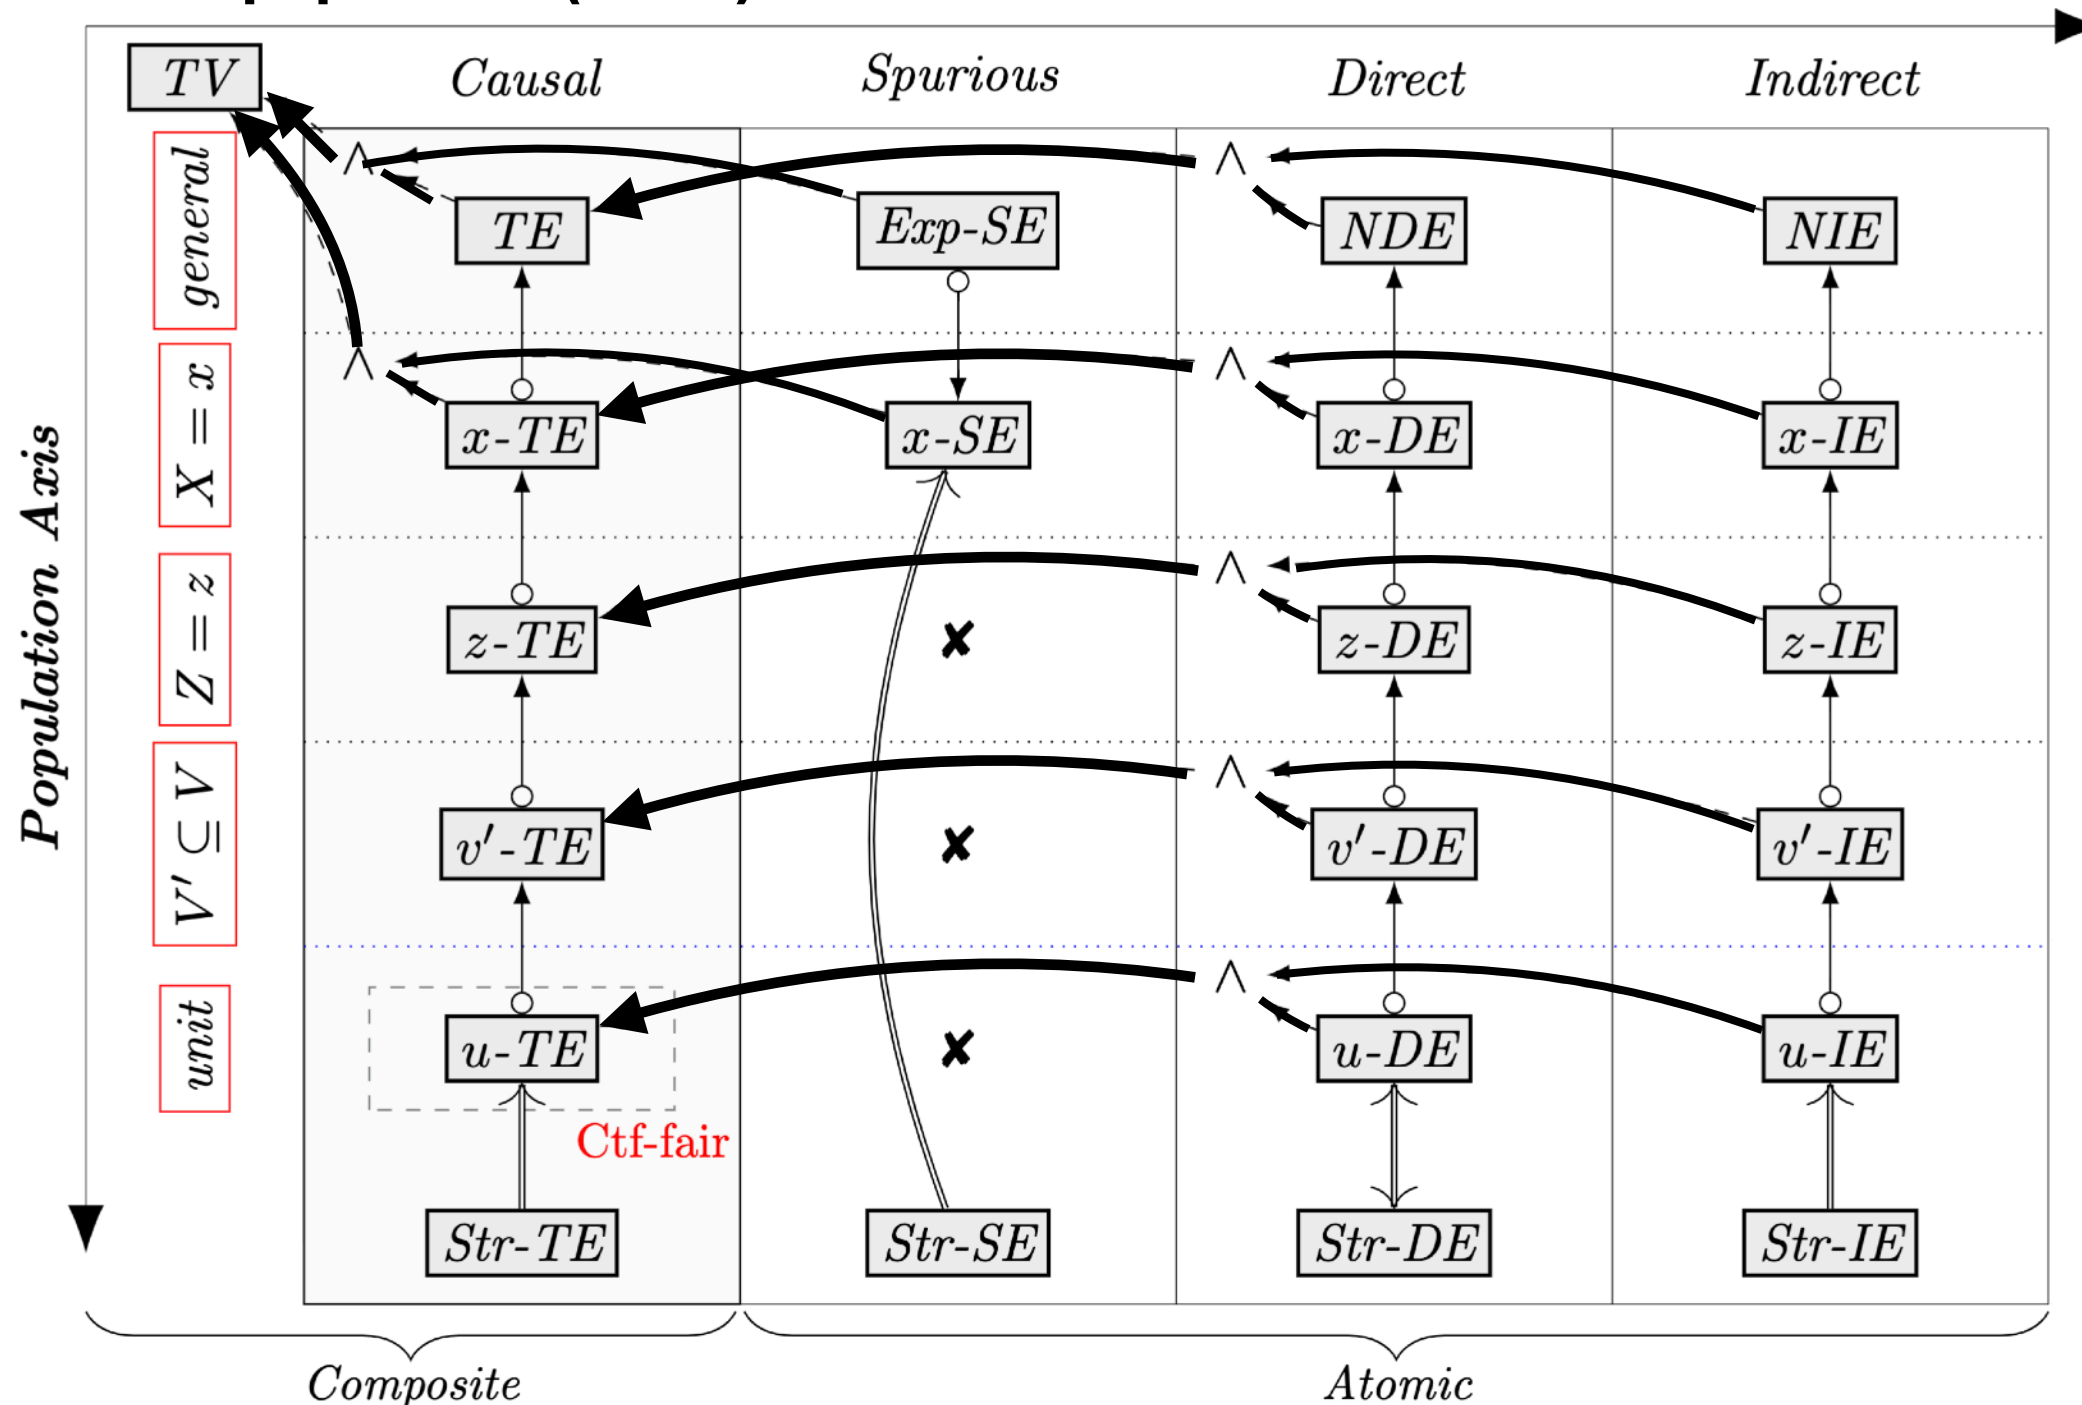 TV Causal Spurious Direct Indirect
general
∧ ∧
TE Exp-SE NDE NIE
X = x
∧ ∧
x-TE x-SE x-DE x-IE
Population Axis
Z = z
∧
z-TE ✘ z-DE z-IE
V′ ⊆ V
∧
v′-TE ✘ v′-DE v′-IE
unit
∧
u-TE ✘ u-DE u-IE
Ctf-fair
Str-TE Str-SE Str-DE Str-IE
Composite Atomic